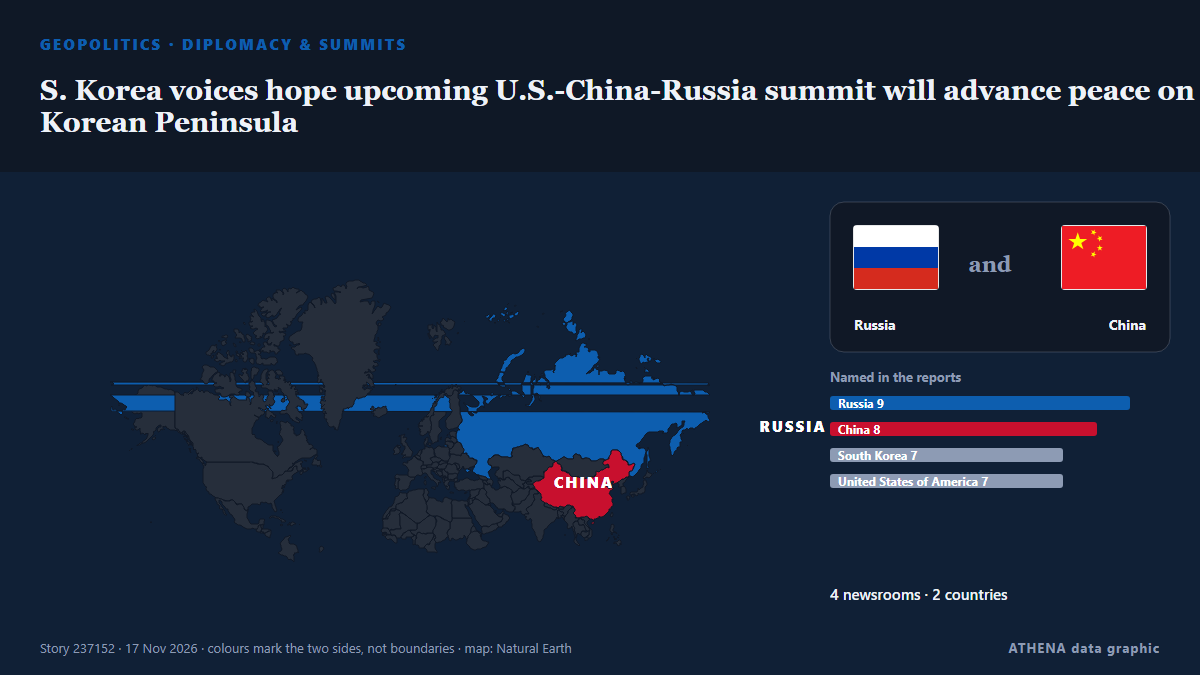 GEOPOLITICS · DIPLOMACY & SUMMITS
S. Korea voices hope upcoming U.S.-China-Russia summit will advance peace on
Korean Peninsula
and
Russia
China
Named in the reports
Russia 9
RUSSIA
China 8
South Korea 7
United States of America 7
CHINA
4 newsrooms · 2 countries
Story 237152 · 17 Nov 2026 · colours mark the two sides, not boundaries · map: Natural Earth
ATHENA data graphic